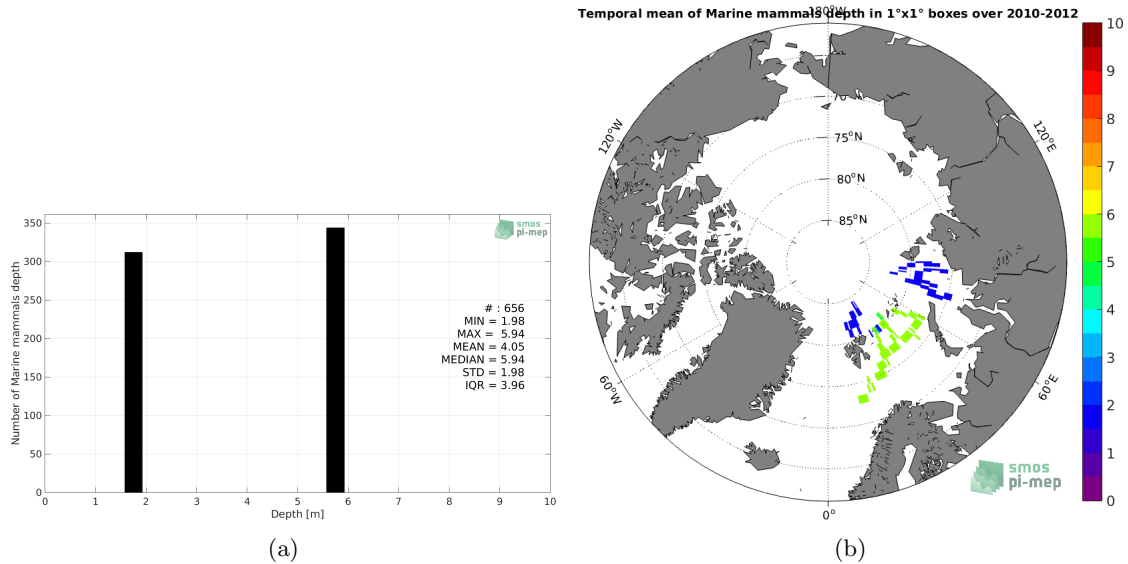 350
300
250
200
150
100
50
0
Number of Marine mammals depth
smos
pi-mep
# : 656
MIN = 1.98
MAX = 5.94
MEAN = 4.05
MEDIAN = 5.94
STD = 1.98
IQR = 3.96
0 1 2 3 4 5 6 7 8 9 10
Depth [m]
(a)
Temporal mean of Marine mammals depth in 1°x1° boxes over 2010-2012
180°W
120°W
120°E
70°N
75°N
80°N
85°N
60°W
60°E
0°
smos
pi-mep
10
9
8
7
6
5
4
3
2
1
0
(b)